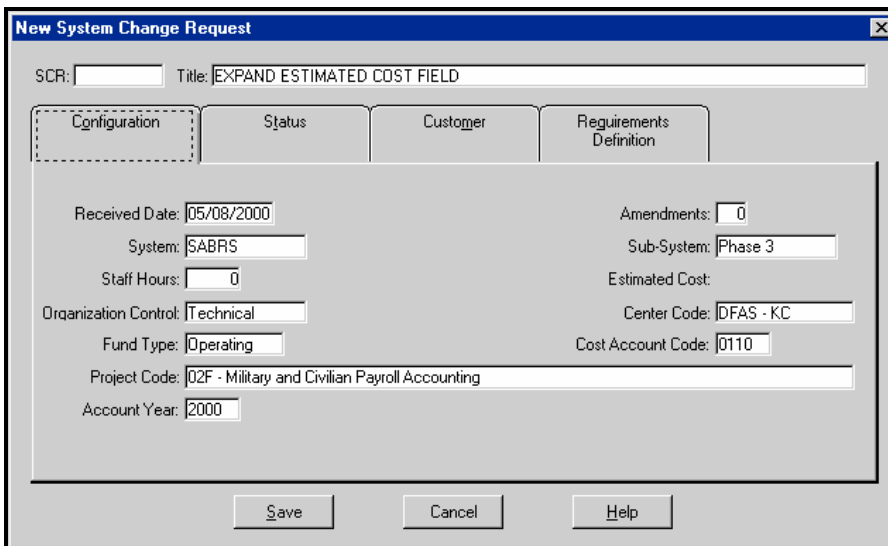 New System Change Request
SCR: Title: EXPAND ESTIMATED COST FIELD
Configuration Status Customer Requirements
Definition
Received Date: 05/08/2000 Amendments: 0
System: SABRS Sub-System: Phase 3
Staff Hours: 0 Estimated Cost:
Organization Control: Technical Center Code: DFAS - KC
Fund Type: Operating Cost Account Code: 0110
Project Code: 02F - Military and Civilian Payroll Accounting
Account Year: 2000
Save Cancel Help